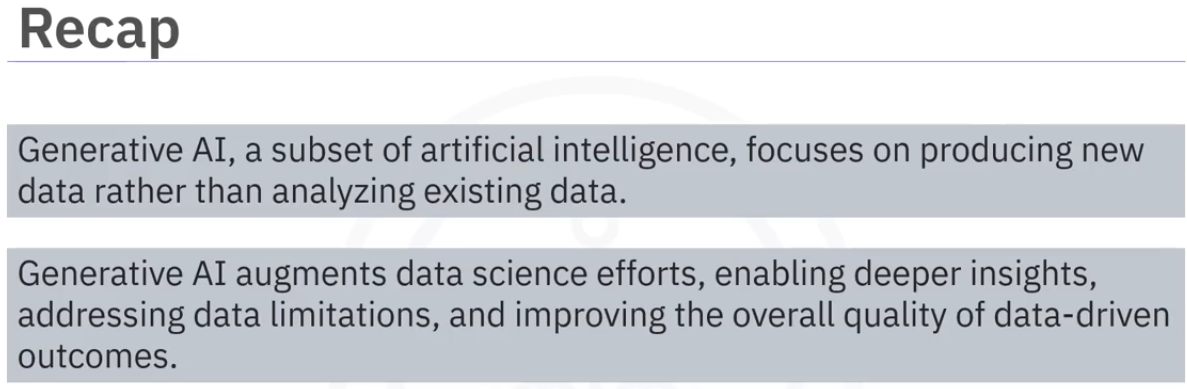 Recap
Generative AI, a subset of artificial intelligence, focuses on producing new
data rather than analyzing existing data.
Generative AI augments data science efforts, enabling deeper insights,
addressing data limitations, and improving the overall quality of data-driven
outcomes.